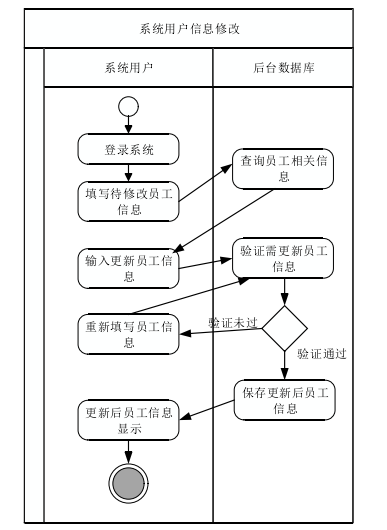 系统用户信息修改
系统用户
后台数据库
登录系统
查询员工相关信
息
填写待修改员工
信息
输入更新员工信
息
验证需更新员工
信息
重新填写员工信
息
验证未过
验证通过
保存更新后员工
信息
更新后员工信息
显示